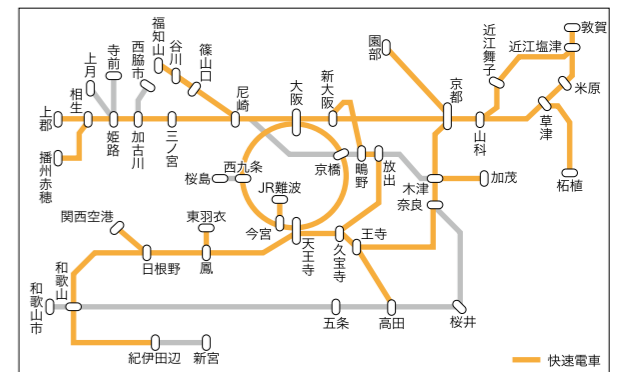 敦賀
近江塩津
近江舞子
米原
園部
京都
山科
草津
柘植
福知山
谷川
篠山口
西脇市
寺前
上月
相生
上郡
播州赤穂
姫路
加古川
三ノ宮
尼崎
大阪
新大阪
京橋
鴫野
放出
木津
加茂
奈良
西九条
桜島
JR難波
今宮
天王寺
久宝寺
王寺
関西空港
東羽衣
日根野
鳳
和歌山
和歌山市
五条
高田
桜井
紀伊田辺
新宮
快速電車